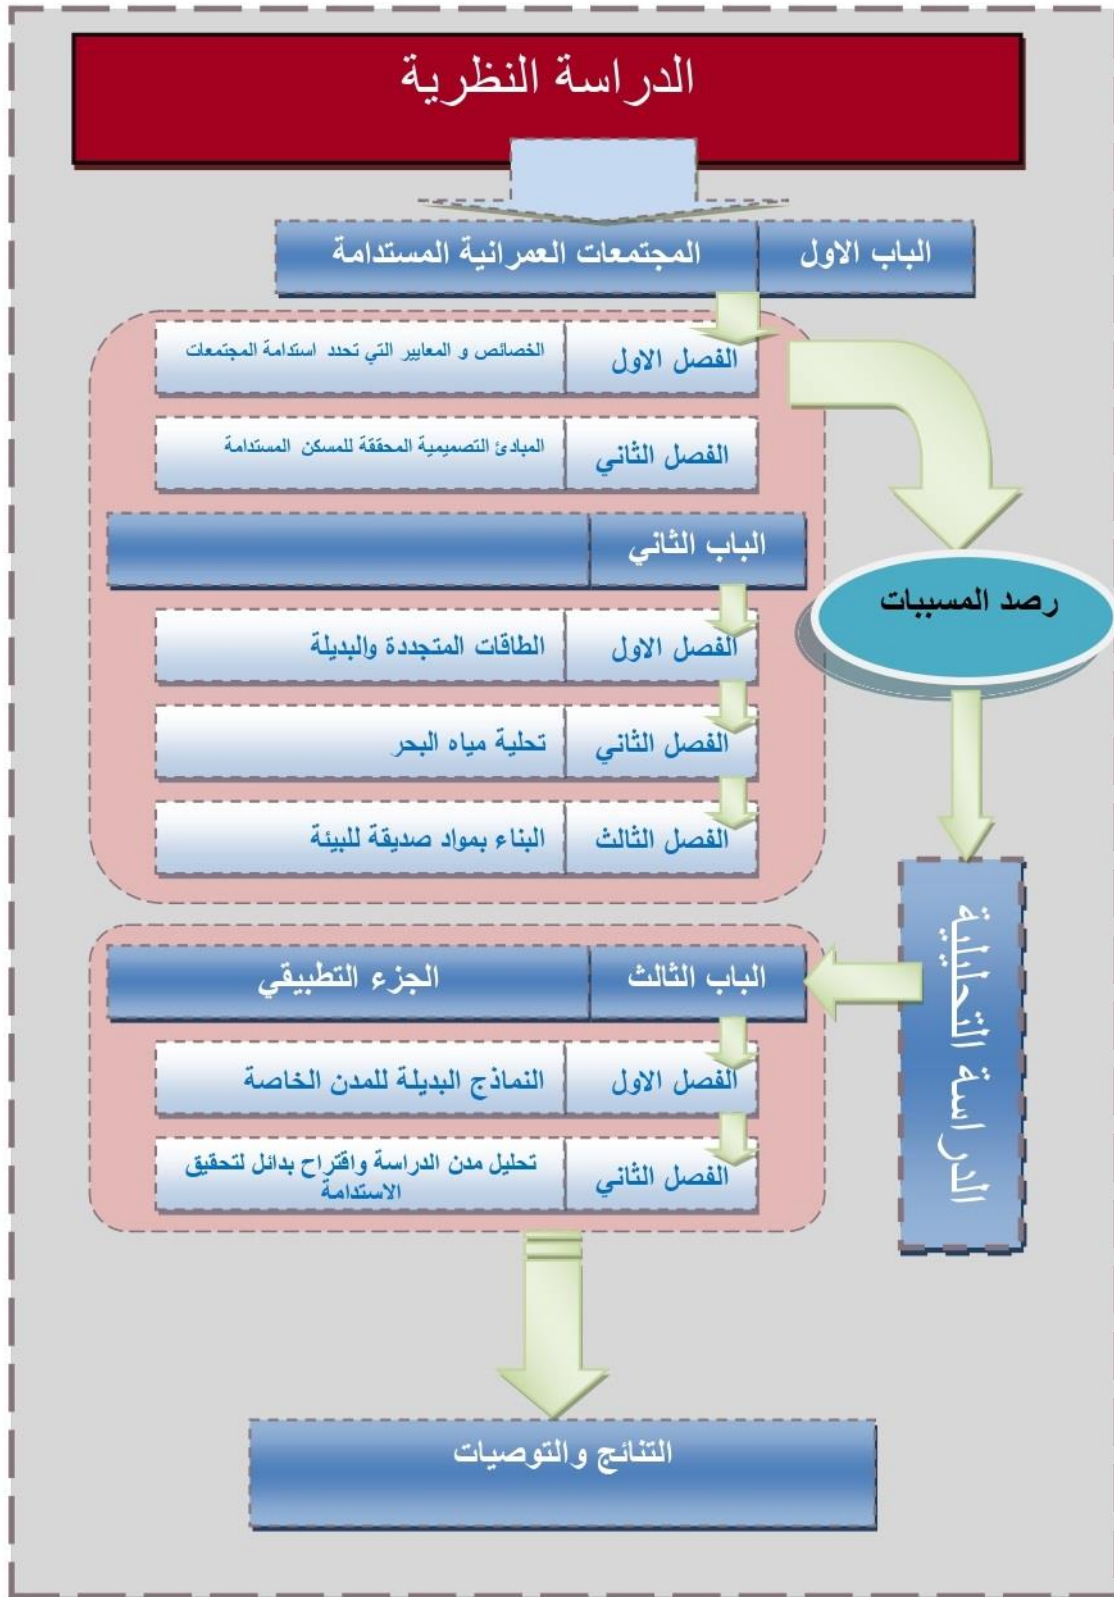 الدراسة النظرية
الباب الاول
المجتمعات العمرانية المستدامة
الفصل الاول
الخصائص و المعايير التي تحدد استدامة المجتمعات
الفصل الثاني
المبادئ التصميمية المحققة للمسكن المستدامة
الباب الثاني
رصد المسببات
الفصل الاول
الطاقات المتجددة والبديلة
الفصل الثاني
تحلية مياه البحر
الفصل الثالث
البناء بمواد صديقة للبيئة
الدراسة التحليلية
الباب الثالث
الجزء التطبيقي
الفصل الاول
النماذج البديلة للمدن الخاصة
الفصل الثاني
تحليل مدن الدراسة واقتراح بدائل لتحقيق
الاستدامة
التنائج والتوصيات